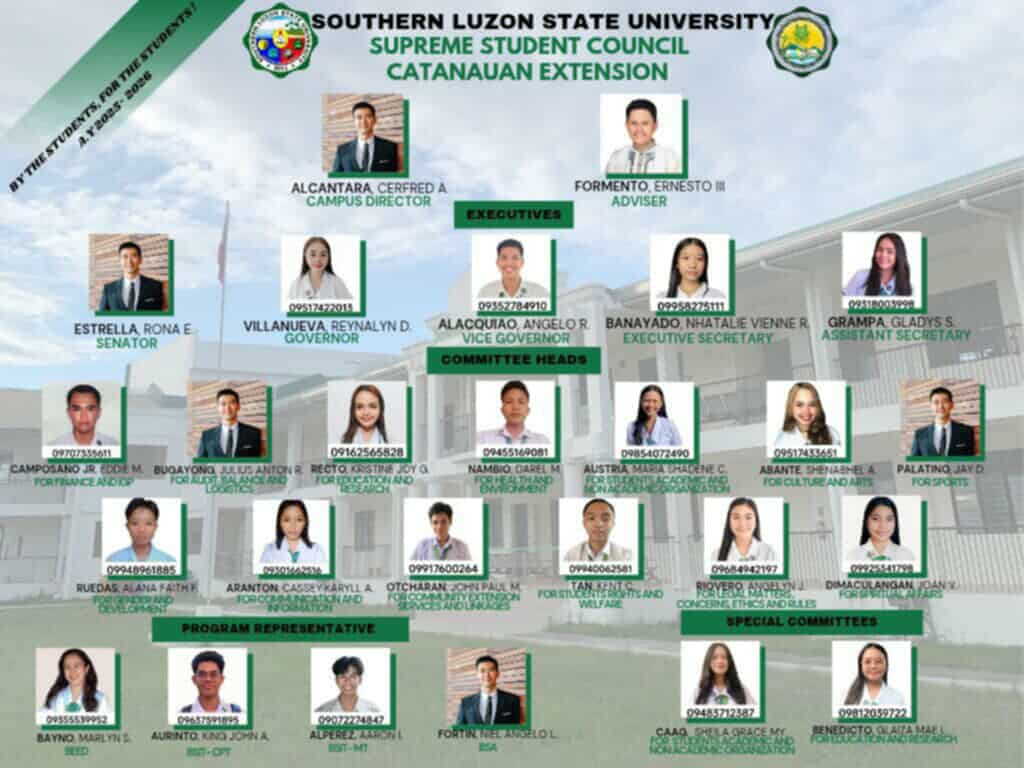 BY THE STUDENTS, FOR THE STUDENTS!
A.Y 2025- 2026
SOUTHERN LUZON STATE UNIVERSITY
SUPREME STUDENT COUNCIL
CATANAUAN EXTENSION
ALCANTARA, CERFRED A.
CAMPUS DIRECTOR
FORMENTO, ERNESTO III
ADVISER
EXECUTIVES
ESTRELLA, RONA E.
SENATOR
09517422013
VILLANUEVA, REYNALYN D.
GOVERNOR
09352784910
ALACQUIAO, ANGELO R.
VICE GOVERNOR
09958275111
BANAYADO, NHATALIE VIENNE R.
EXECUTIVE SECRETARY
09318003998
GRAMPA, GLADYS S.
ASSISTANT SECRETARY
COMMITTEE HEADS
09707335611
CAMPOSANO JR. EDDIE M.
FOR FINANCE AND IGP
BUGAYONG, JULIUS ANTON R.
FOR AUDIT, BALANCE AND
LOGISTICS
09162565828
RECTO, KRISTINE JOY G.
FOR EDUCATION AND
RESEARCH
09455169081
NAMBIO, DAREL M.
FOR HEALTH AND
ENVIRONMENT
09854072490
AUSTRIA, MARIA SHADENE C.
FOR STUDENTS ACADEMIC AND
NON ACADEMIC ORGANIZATION
09517433651
ABANTE, SHENABHEL A.
FOR CULTURE AND ARTS
PALATINO, JAY D.
FOR SPORTS
09948961885
RUEDAS, ALANA FAITH F.
FOR CAREER AND
DEVELOPMENT
09301662516
ARANTON, CASSEY KARYLL A.
FOR COMMUNICATION AND
INFORMATION
09917600264
OTCHARAN, JOHN PAUL M.
FOR COMMUNITY EXTENSION
SERVICES AND LINKAGES
09940062581
TAN, KENT C.
FOR STUDENTS RIGHTS AND
WELFARE
09684942197
RIOVERO, ANGELYN J.
FOR LEGAL MATTERS,
CONCERNS, ETHICS AND RULES
09925541798
DIMACULANGAN, JOAN V.
FOR SPIRITUAL AFFAIRS
PROGRAM REPRESENTATIVE
SPECIAL COMMITTEES
09355539952
BAYNO, MARLYN S.
BEED
09637591895
AURINTO, KING JOHN A.
BSIT-CPT
09072274847
ALPEREZ, AARON I.
BSIT-MT
FORTIN, NIEL ANGELO L.
BSA
09483712387
CAAG, SHEILA GRACE MY.
FOR STUDENTS ACADEMIC AND
NON ACADEMIC ORGANIZATION
09812039722
BENEDICTO, GLAIZA MAE L.
FOR EDUCATION AND RESEARCH